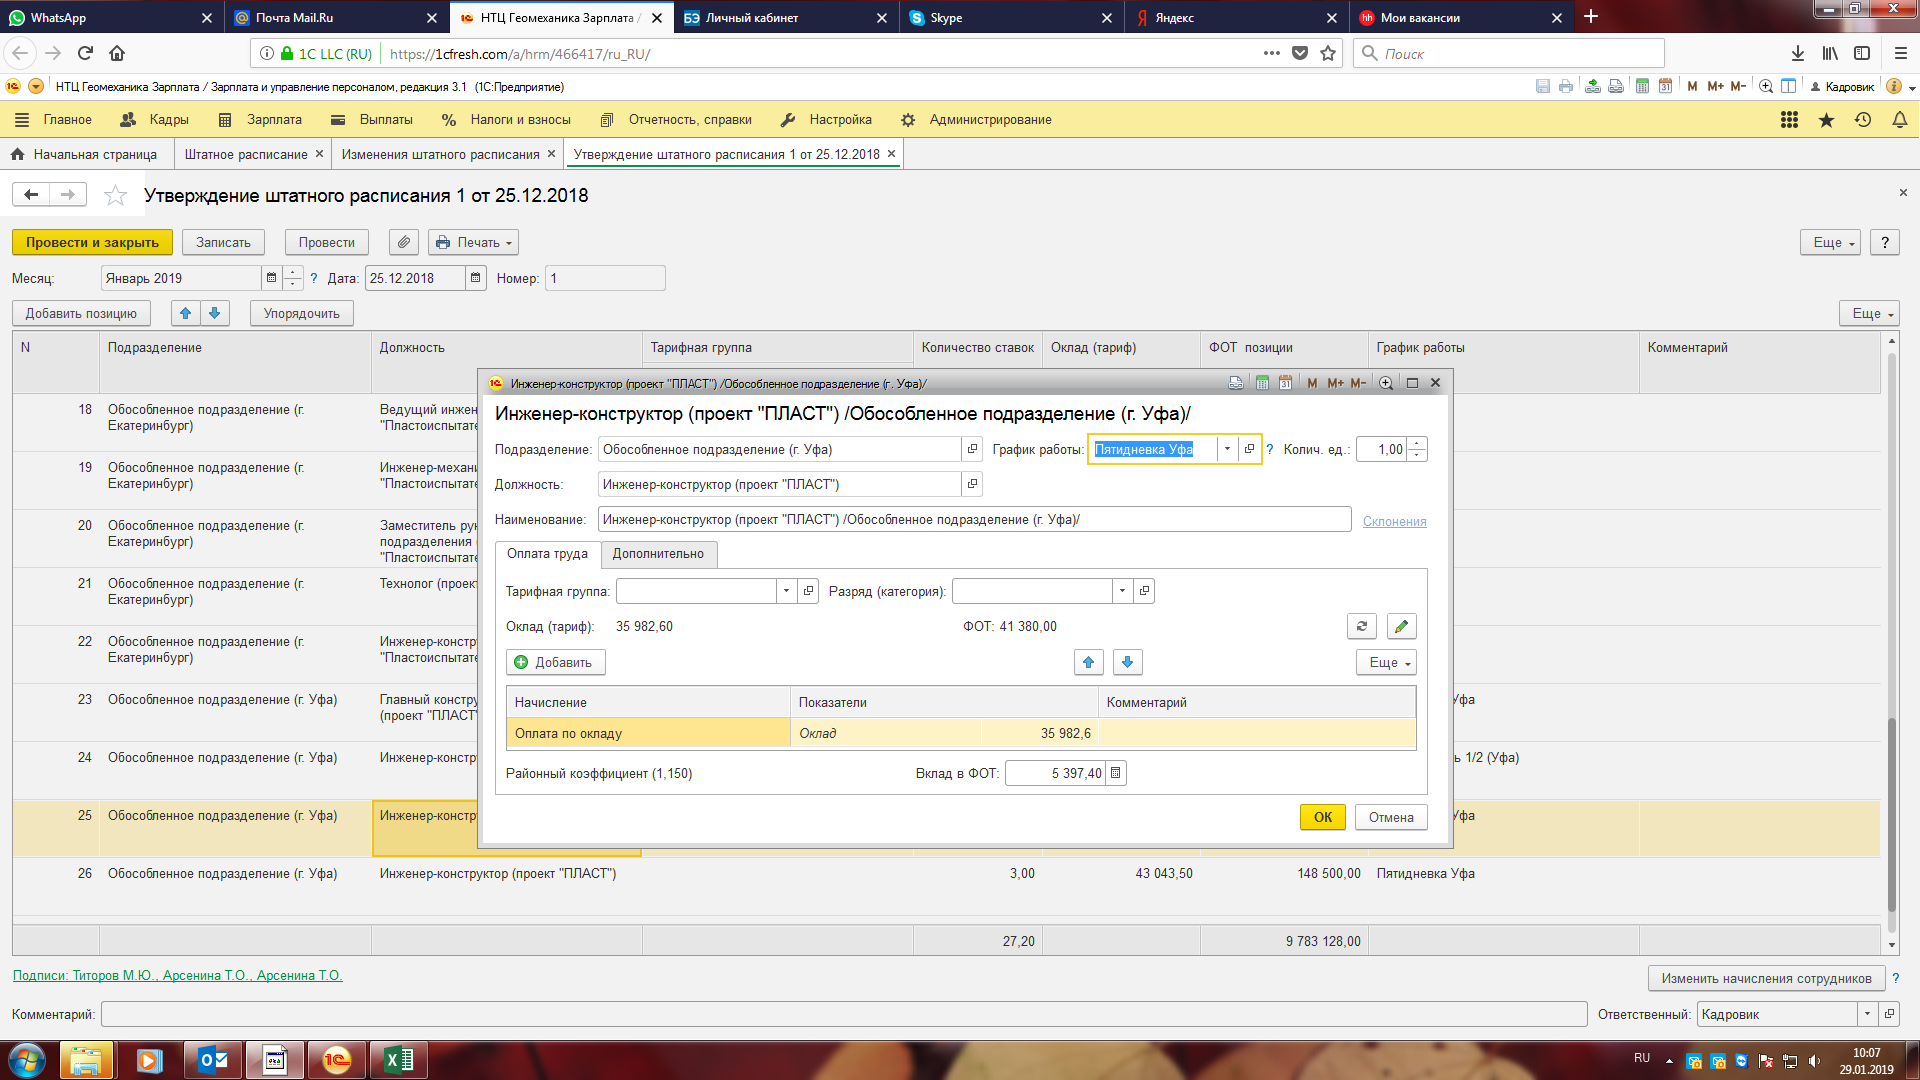 WhatsApp
Почта Mail.Ru
НТЦ Геомеханика Зарплата /
Личный кабинет
Skype
Яндекс
Мои вакансии
1C LLC (RU)
https://1cfresh.com/a/hrm/466417/ru_RU/
Поиск
НТЦ Геомеханика Зарплата / Зарплата и управление персоналом, редакция 3.1 (1С:Предприятие)
M M+ M-
Кадровик
Главное
Кадры
Зарплата
Выплаты
Налоги и взносы
Отчетность, справки
Настройка
Администрирование
Начальная страница
Штатное расписание
Изменения штатного расписания
Утверждение штатного расписания 1 от 25.12.2018
Утверждение штатного расписания 1 от 25.12.2018
Провести и закрыть
Записать
Провести
Печать
Еще
?
Месяц: Январь 2019 ? Дата: 25.12.2018 Номер: 1
Добавить позицию
Упорядочить
Еще
N Подразделение Должность Тарифная группа Количество ставок Оклад (тариф) ФОТ позиции График работы Комментарий
18 Обособленное подразделение (г. Екатеринбург) Ведущий инжен
"Пластоиспытате
19 Обособленное подразделение (г. Екатеринбург) Инженер-механи
"Пластоиспытате
20 Обособленное подразделение (г. Екатеринбург) Заместитель рук
подразделения
"Пластоиспытате
21 Обособленное подразделение (г. Екатеринбург) Технолог (проек
22 Обособленное подразделение (г. Екатеринбург) Инженер-констру
"Пластоиспытате
23 Обособленное подразделение (г. Уфа) Главный констру
(проект "ПЛАСТ" фа
24 Обособленное подразделение (г. Уфа) Инженер-констру ь 1/2 (Уфа)
25 Обособленное подразделение (г. Уфа) Инженер-констру фа
26 Обособленное подразделение (г. Уфа) Инженер-конструктор (проект "ПЛАСТ") 3,00 43 043,50 148 500,00 Пятидневка Уфа
27,20 9 783 128,00
Инженер-конструктор (проект "ПЛАСТ") /Обособленное подразделение (г. Уфа)/
M M+ M-
Инженер-конструктор (проект "ПЛАСТ") /Обособленное подразделение (г. Уфа)/
Подразделение: Обособленное подразделение (г. Уфа) График работы: Пятидневка Уфа ? Колич. ед.: 1,00
Должность: Инженер-конструктор (проект "ПЛАСТ")
Наименование: Инженер-конструктор (проект "ПЛАСТ") /Обособленное подразделение (г. Уфа)/ Склонения
Оплата труда
Дополнительно
Тарифная группа: Разряд (категория):
Оклад (тариф): 35 982,60 ФОТ: 41 380,00
Добавить
Еще
Начисление Показатели Комментарий
Оплата по окладу Оклад 35 982,6
Районный коэффициент (1,150) Вклад в ФОТ: 5 397,40
ОК
Отмена
Подписи: Титоров М.Ю., Арсенина Т.О., Арсенина Т.О.
Изменить начисления сотрудников ?
Комментарий:
Ответственный: Кадровик
RU
10:07
29.01.2019